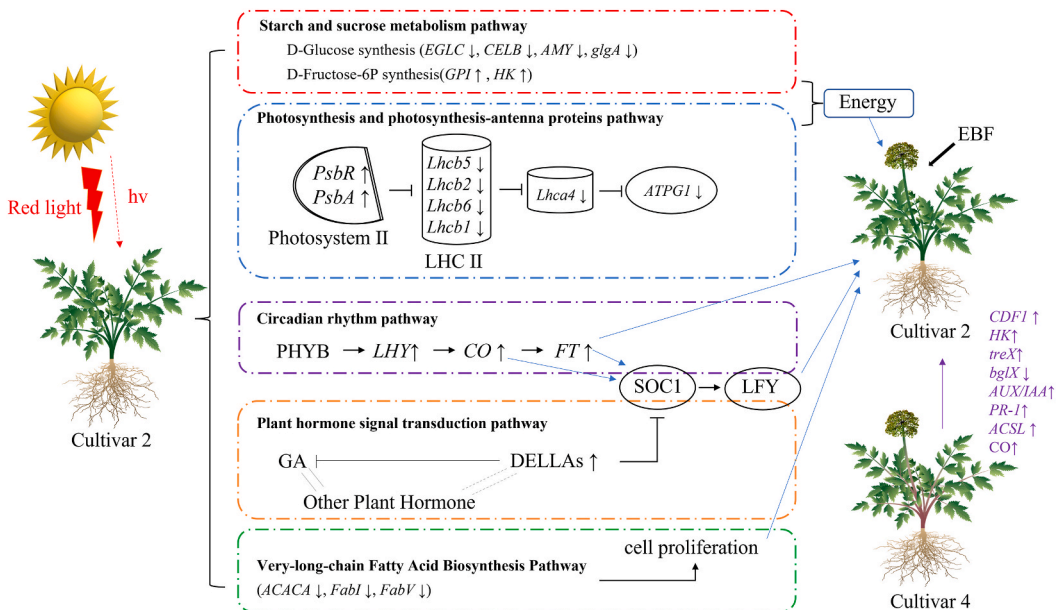 Red light
hv
Cultivar 2
Starch and sucrose metabolism pathway
D-Glucose synthesis (EGLC ↓, CELB ↓, AMY ↓, glgA ↓)
D-Fructose-6P synthesis(GPI ↑ , HK ↑)
Photosynthesis and photosynthesis-antenna proteins pathway
PsbR ↑
PsbA ↑
Photosystem II
Lhcb5 ↓
Lhcb2 ↓
Lhcb6 ↓
Lhcb1 ↓
LHC II
Lhca4 ↓
ATPG1 ↓
Circadian rhythm pathway
PHYB LHY↑ CO ↑ FT ↑
SOC1 LFY
Plant hormone signal transduction pathway
GA DELLAs ↑
Other Plant Hormone
cell proliferation
Very-long-chain Fatty Acid Biosynthesis Pathway
(ACACA ↓, FabI ↓, FabV ↓)
Energy
EBF
Cultivar 2
CDF1 ↑
HK↑
treX↑
bglX ↓
AUX/IAA↑
PR-1↑
ACSL ↑
CO↑
Cultivar 4